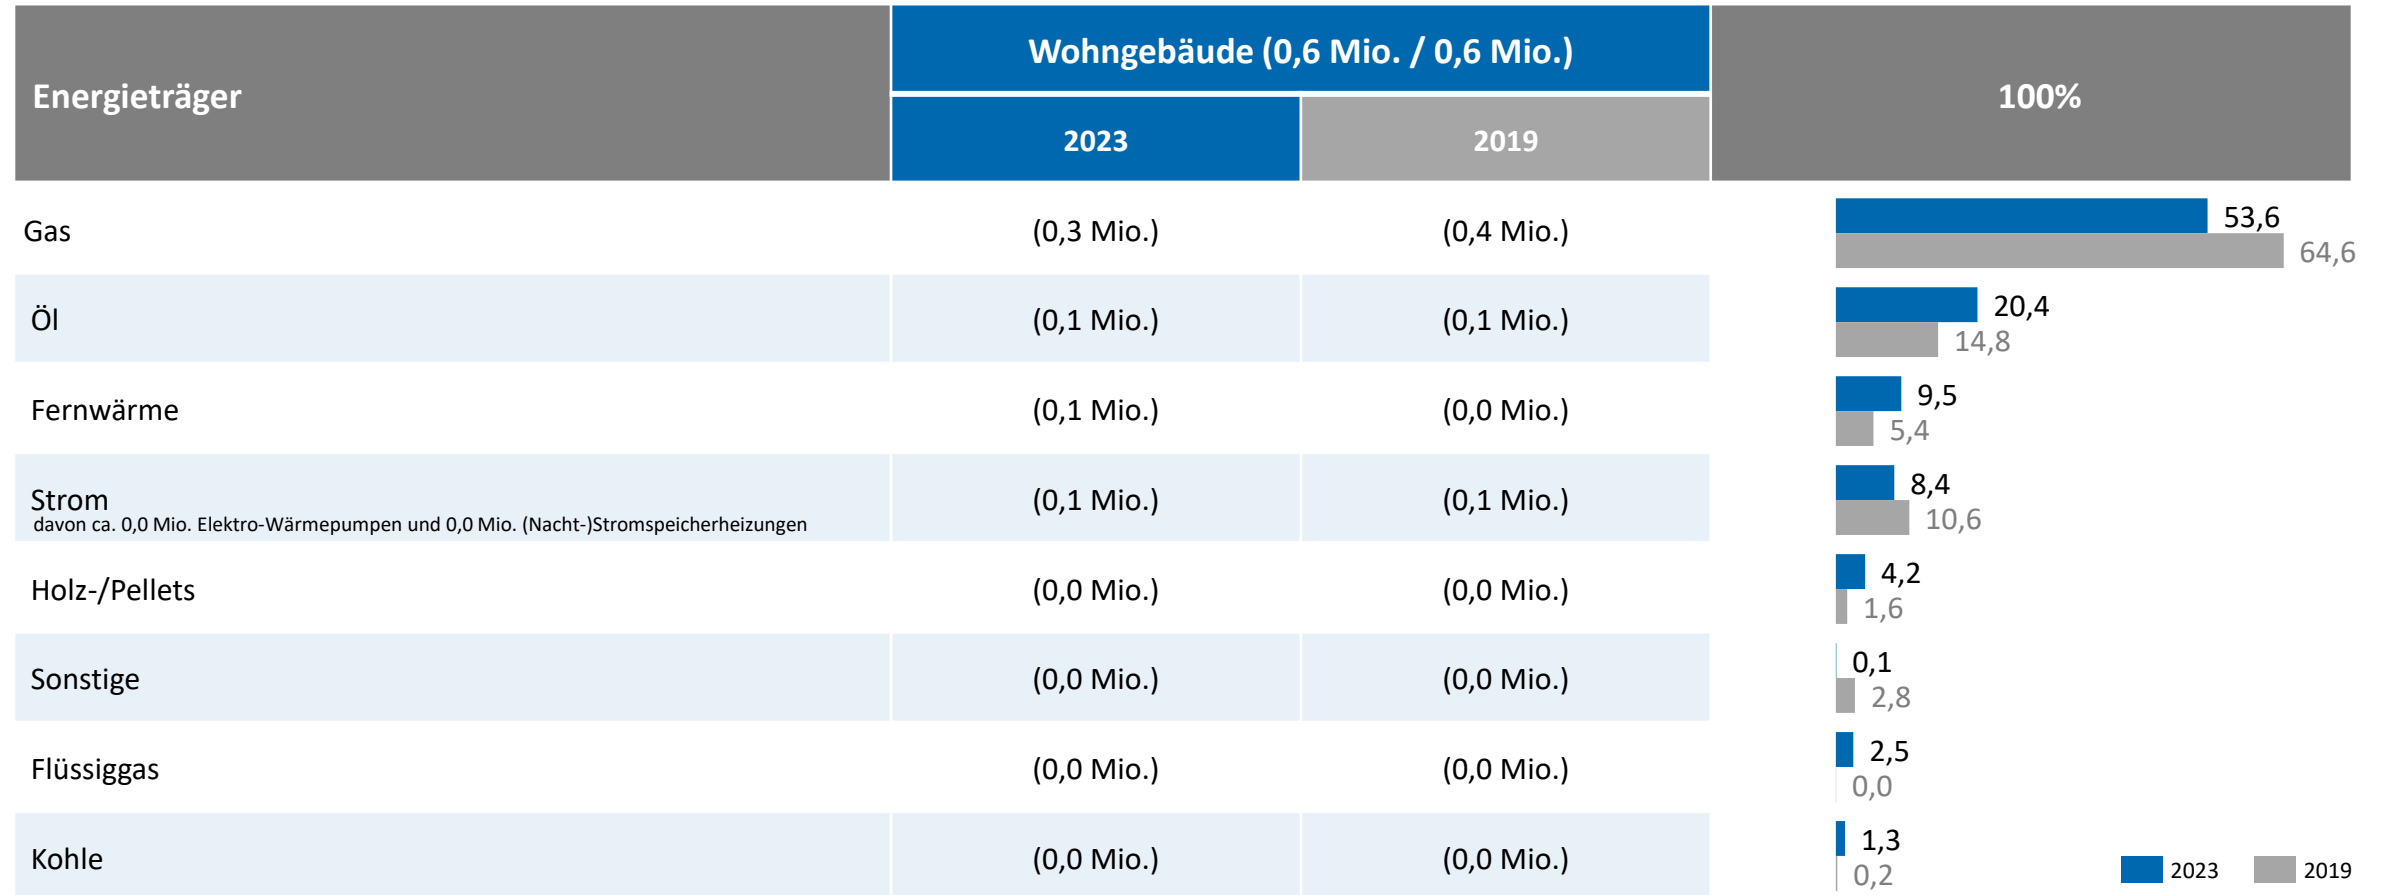 Energieträger
Wohngebäude (0,6 Mio. / 0,6 Mio.)
100%
2023
2019
Gas
(0,3 Mio.)
(0,4 Mio.)
53,6
64,6
Öl
(0,1 Mio.)
(0,1 Mio.)
20,4
14,8
Fernwärme
(0,1 Mio.)
(0,0 Mio.)
9,5
5,4
Strom
davon ca. 0,0 Mio. Elektro-Wärmepumpen und 0,0 Mio. (Nacht-)Stromspeicherheizungen
(0,1 Mio.)
(0,1 Mio.)
8,4
10,6
Holz-/Pellets
(0,0 Mio.)
(0,0 Mio.)
4,2
1,6
Sonstige
(0,0 Mio.)
(0,0 Mio.)
0,1
2,8
Flüssiggas
(0,0 Mio.)
(0,0 Mio.)
2,5
0,0
Kohle
(0,0 Mio.)
(0,0 Mio.)
1,3
0,2
2023
2019